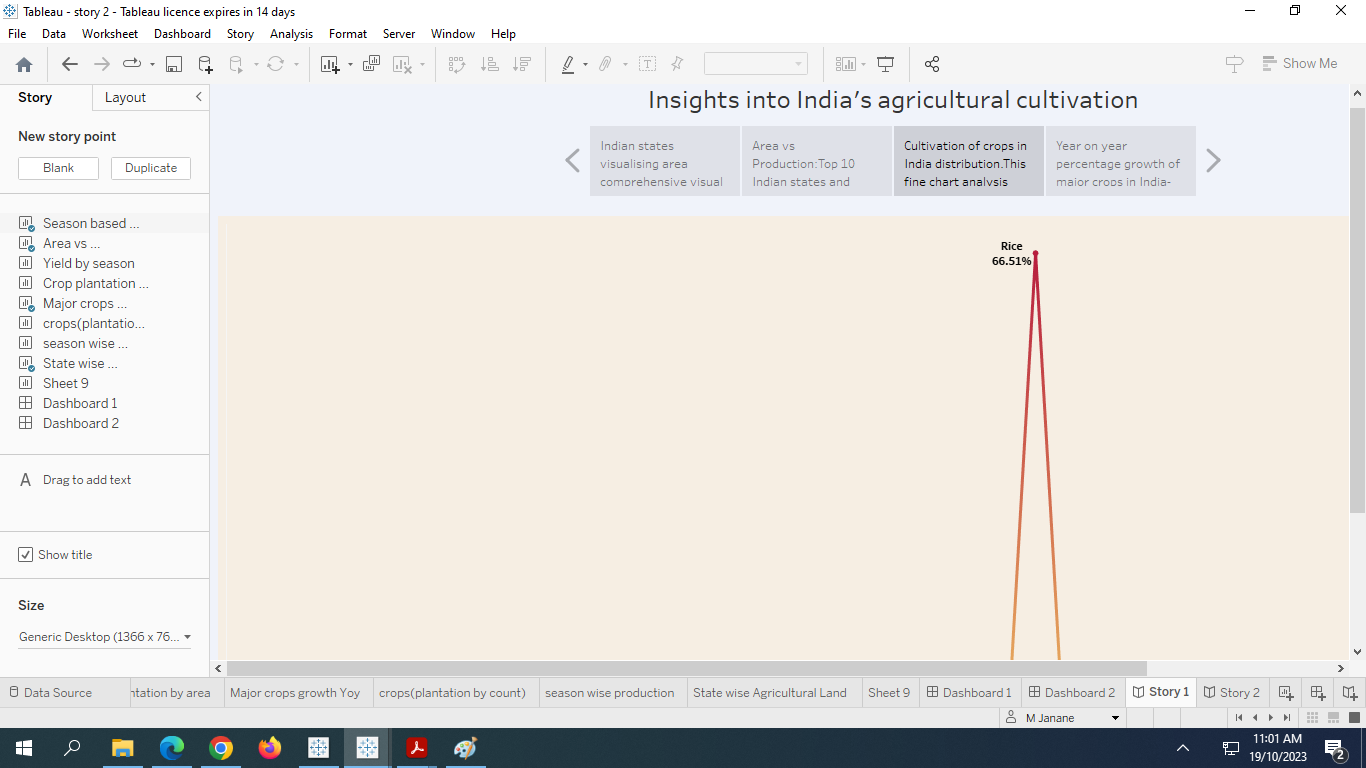 Tableau - story 2 - Tableau licence expires in 14 days
File Data Worksheet Dashboard Story Analysis Format Server Window Help
Show Me
Story Layout
New story point
Blank Duplicate
Season based ...
Area vs ...
Yield by season
Crop plantation ...
Major crops ...
crops(plantatio...
season wise ...
State wise ...
Sheet 9
Dashboard 1
Dashboard 2
A Drag to add text
Show title
Size
Generic Desktop (1366 x 76...
Insights into India’s agricultural cultivation
Indian states
visualising area
comprehensive visual
Area vs
Production:Top 10
Indian states and
Cultivation of crops in
India distribution.This
fine chart analysis
Year on year
percentage growth of
major crops in India-
Rice
66.51%
Data Source ntation by area Major crops growth Yoy crops(plantation by count) season wise production State wise Agricultural Land Sheet 9 Dashboard 1 Dashboard 2 Story 1 Story 2
M Janane
11:01 AM
19/10/2023
2